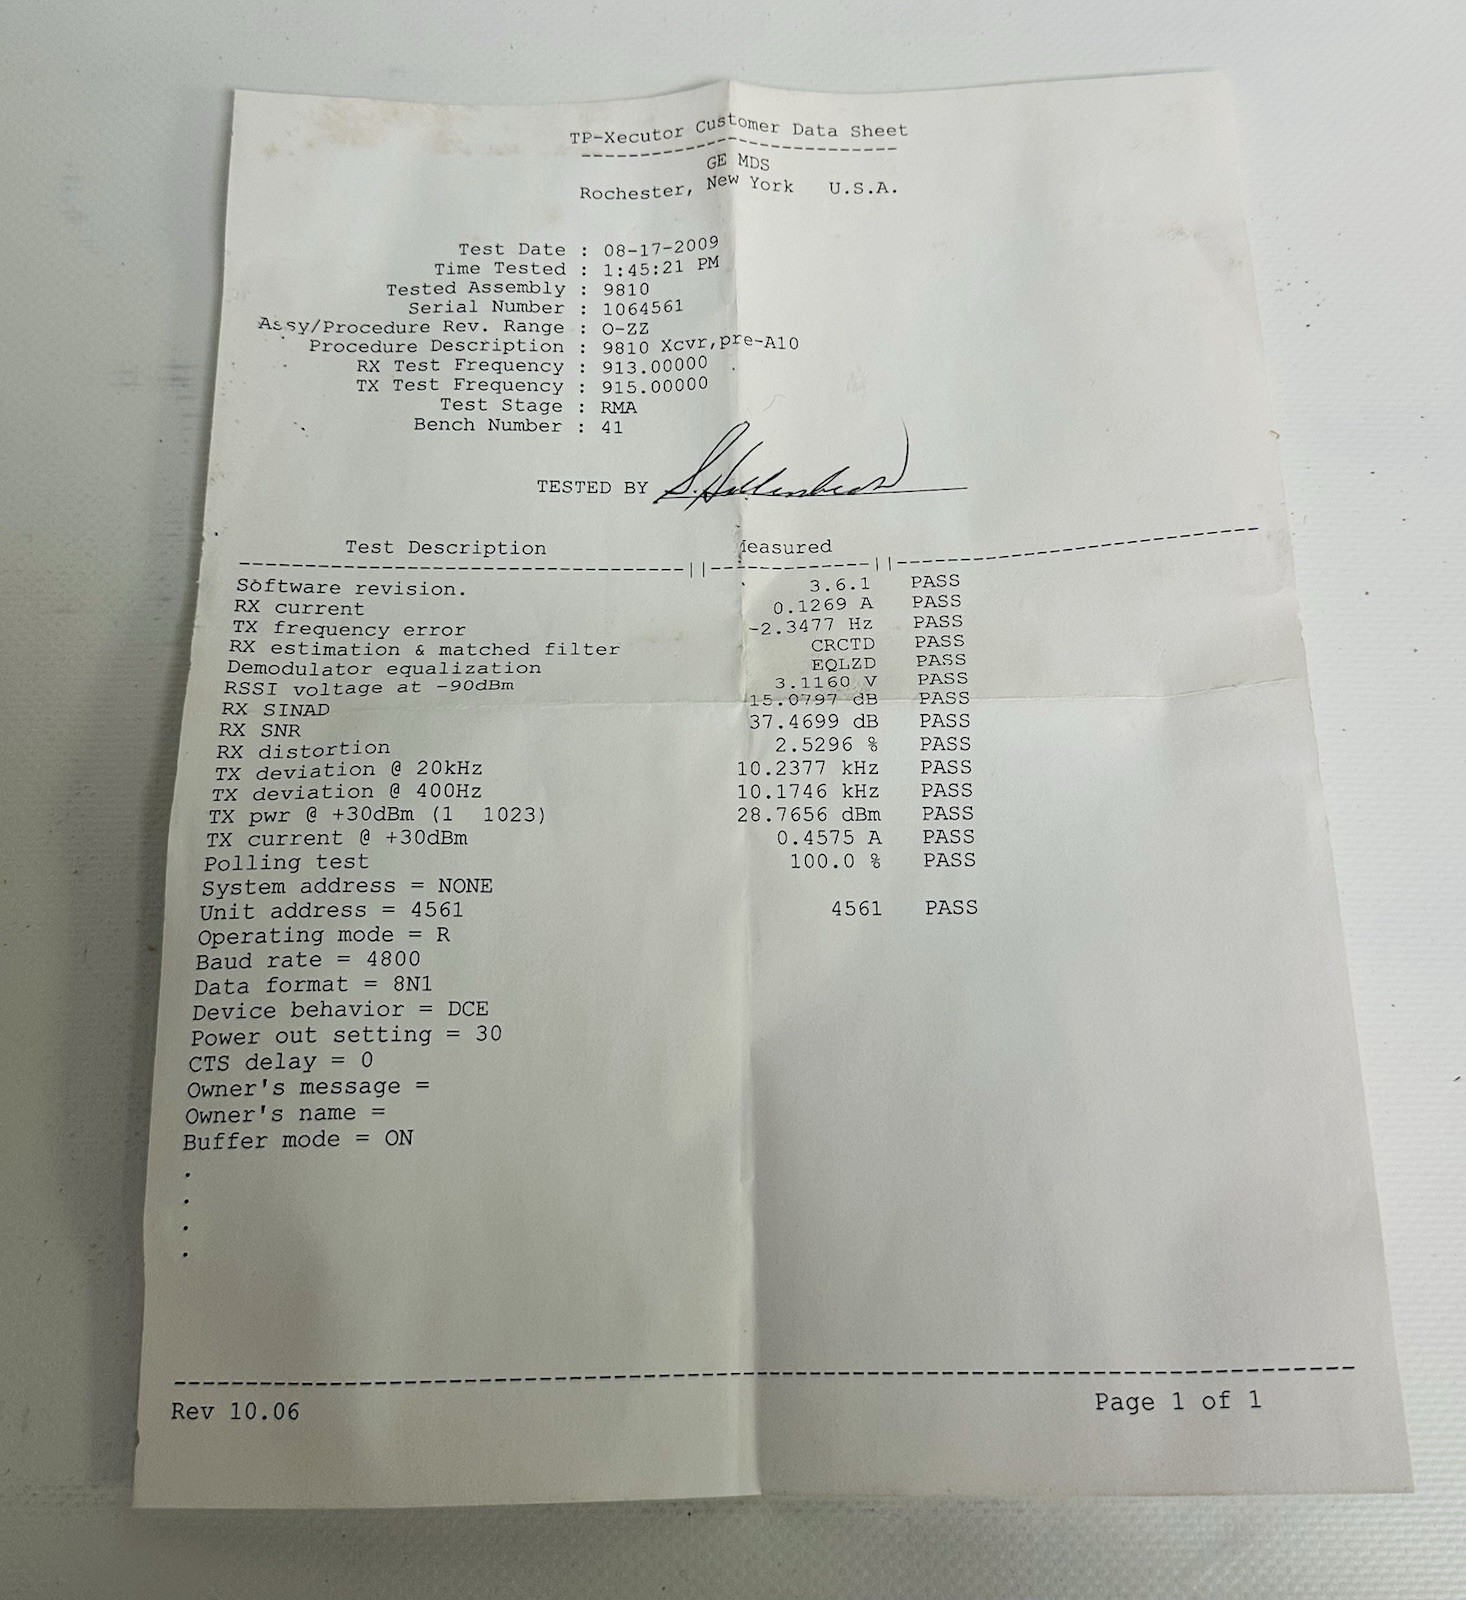 TP-Xecutor Customer Data Sheet
GE MDS
Rochester, New York U.S.A.
Test Date : 08-17-2009
Time Tested : 1:45:21 PM
Tested Assembly : 9810
Serial Number : 1064561
Assy/Procedure Rev. Range : O-ZZ
Procedure Description : 9810 Xcvr,pre-A10
RX Test Frequency : 913.00000
TX Test Frequency : 915.00000
Test Stage : RMA
Bench Number : 41
TESTED BY
Test Description Measured
Software revision. 3.6.1 PASS
RX current 0.1269 A PASS
TX frequency error -2.3477 Hz PASS
RX estimation & matched filter CRCTD PASS
Demodulator equalization EQLZD PASS
RSSI voltage at -90dBm 3.1160 V PASS
RX SINAD 15.0797 dB PASS
RX SNR 37.4699 dB PASS
RX distortion 2.5296 % PASS
TX deviation @ 20kHz 10.2377 kHz PASS
TX deviation @ 400Hz 10.1746 kHz PASS
TX pwr @ +30dBm (1 1023) 28.7656 dBm PASS
TX current @ +30dBm 0.4575 A PASS
Polling test 100.0 % PASS
System address = NONE
Unit address = 4561 4561 PASS
Operating mode = R
Baud rate = 4800
Data format = 8N1
Device behavior = DCE
Power out setting = 30
CTS delay = 0
Owner's message =
Owner's name =
Buffer mode = ON
.
.
.
.
Rev 10.06 Page 1 of 1